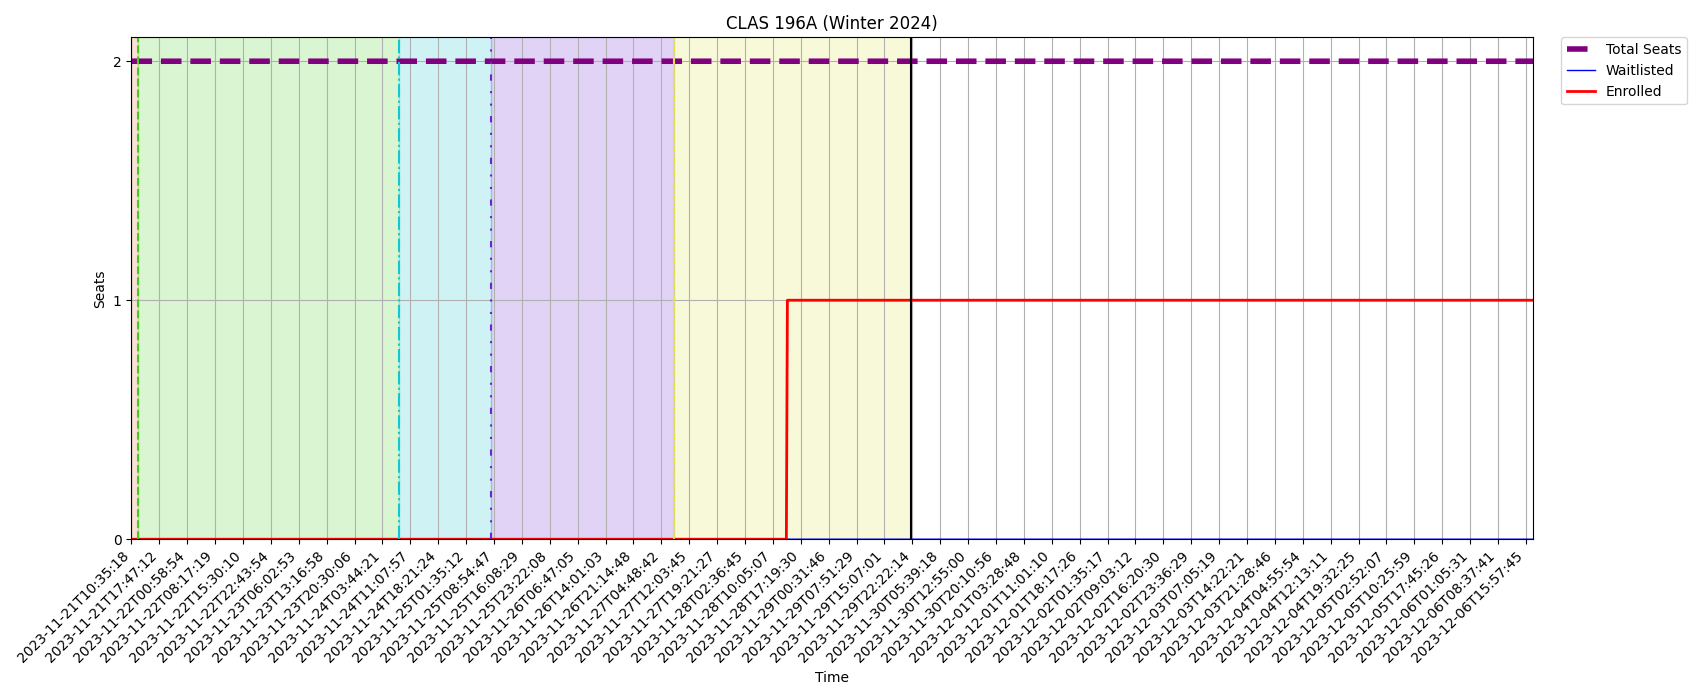 CLAS 196A (Winter 2024)
Total Seats
Waitlisted
Enrolled
Seats
2
1
0
2023-11-21T10:35:18
2023-11-21T17:47:12
2023-11-22T00:58:54
2023-11-22T08:17:19
2023-11-22T15:30:10
2023-11-22T22:43:54
2023-11-23T06:02:53
2023-11-23T13:16:58
2023-11-23T20:30:06
2023-11-24T03:44:21
2023-11-24T11:07:57
2023-11-24T18:21:24
2023-11-25T01:35:12
2023-11-25T08:54:47
2023-11-25T16:08:29
2023-11-25T23:22:08
2023-11-26T06:47:05
2023-11-26T14:01:03
2023-11-26T21:14:48
2023-11-27T04:48:42
2023-11-27T12:03:45
2023-11-27T19:21:27
2023-11-28T02:36:45
2023-11-28T10:05:07
2023-11-28T17:19:30
2023-11-29T00:31:46
2023-11-29T07:51:29
2023-11-29T15:07:01
2023-11-29T22:22:14
2023-11-30T05:39:18
2023-11-30T12:55:00
2023-11-30T20:10:56
2023-12-01T03:28:48
2023-12-01T11:01:10
2023-12-01T18:17:26
2023-12-02T01:35:17
2023-12-02T09:03:12
2023-12-02T16:20:30
2023-12-02T23:36:29
2023-12-03T07:05:19
2023-12-03T14:22:21
2023-12-03T21:28:46
2023-12-04T04:55:54
2023-12-04T12:13:11
2023-12-04T19:32:25
2023-12-05T02:52:07
2023-12-05T10:25:59
2023-12-05T17:45:26
2023-12-06T01:05:31
2023-12-06T08:37:41
2023-12-06T15:57:45
Time